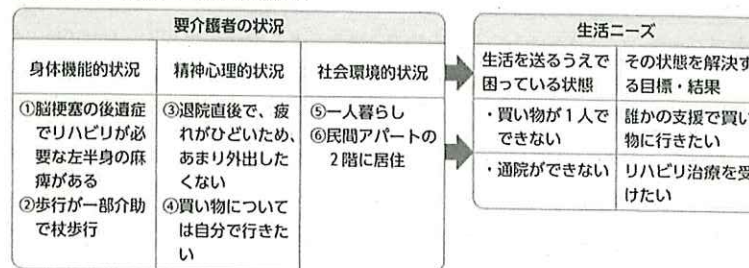 要介護者の状況
身体機能的状況
精神心理的状況
社会環境的状況
①脳梗塞の後遺症
でリハビリが必
要な左半身の麻
痺がある
②歩行が一部介助
で杖歩行
③退院直後で、疲
れがひどいため、
あまり外出した
くない
④買い物について
は自分で行きた
い
⑤一人暮らし
⑥民間アパートの
2階に居住
生活ニーズ
生活を送るうえで
困っている状態
その状態を解決す
る目標・結果
・買い物が1人で
できない
誰かの支援で買い
物に行きたい
・通院ができない
リハビリ治療を受
けたい